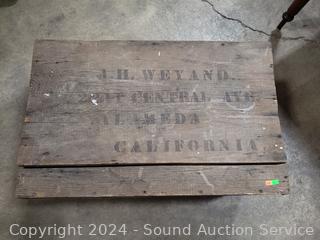 J.H. WEYAND
CENTRAL AVE
ALAMEDA
CALIFORNIA
Copyright 2024 - Sound Auction Service